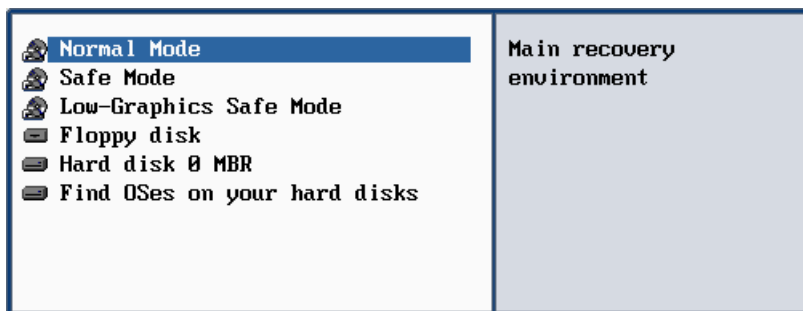 Normal Mode
Safe Mode
Low-Graphics Safe Mode
Floppy disk
Hard disk 0 MBR
Find OSes on your hard disks
Main recovery
environment